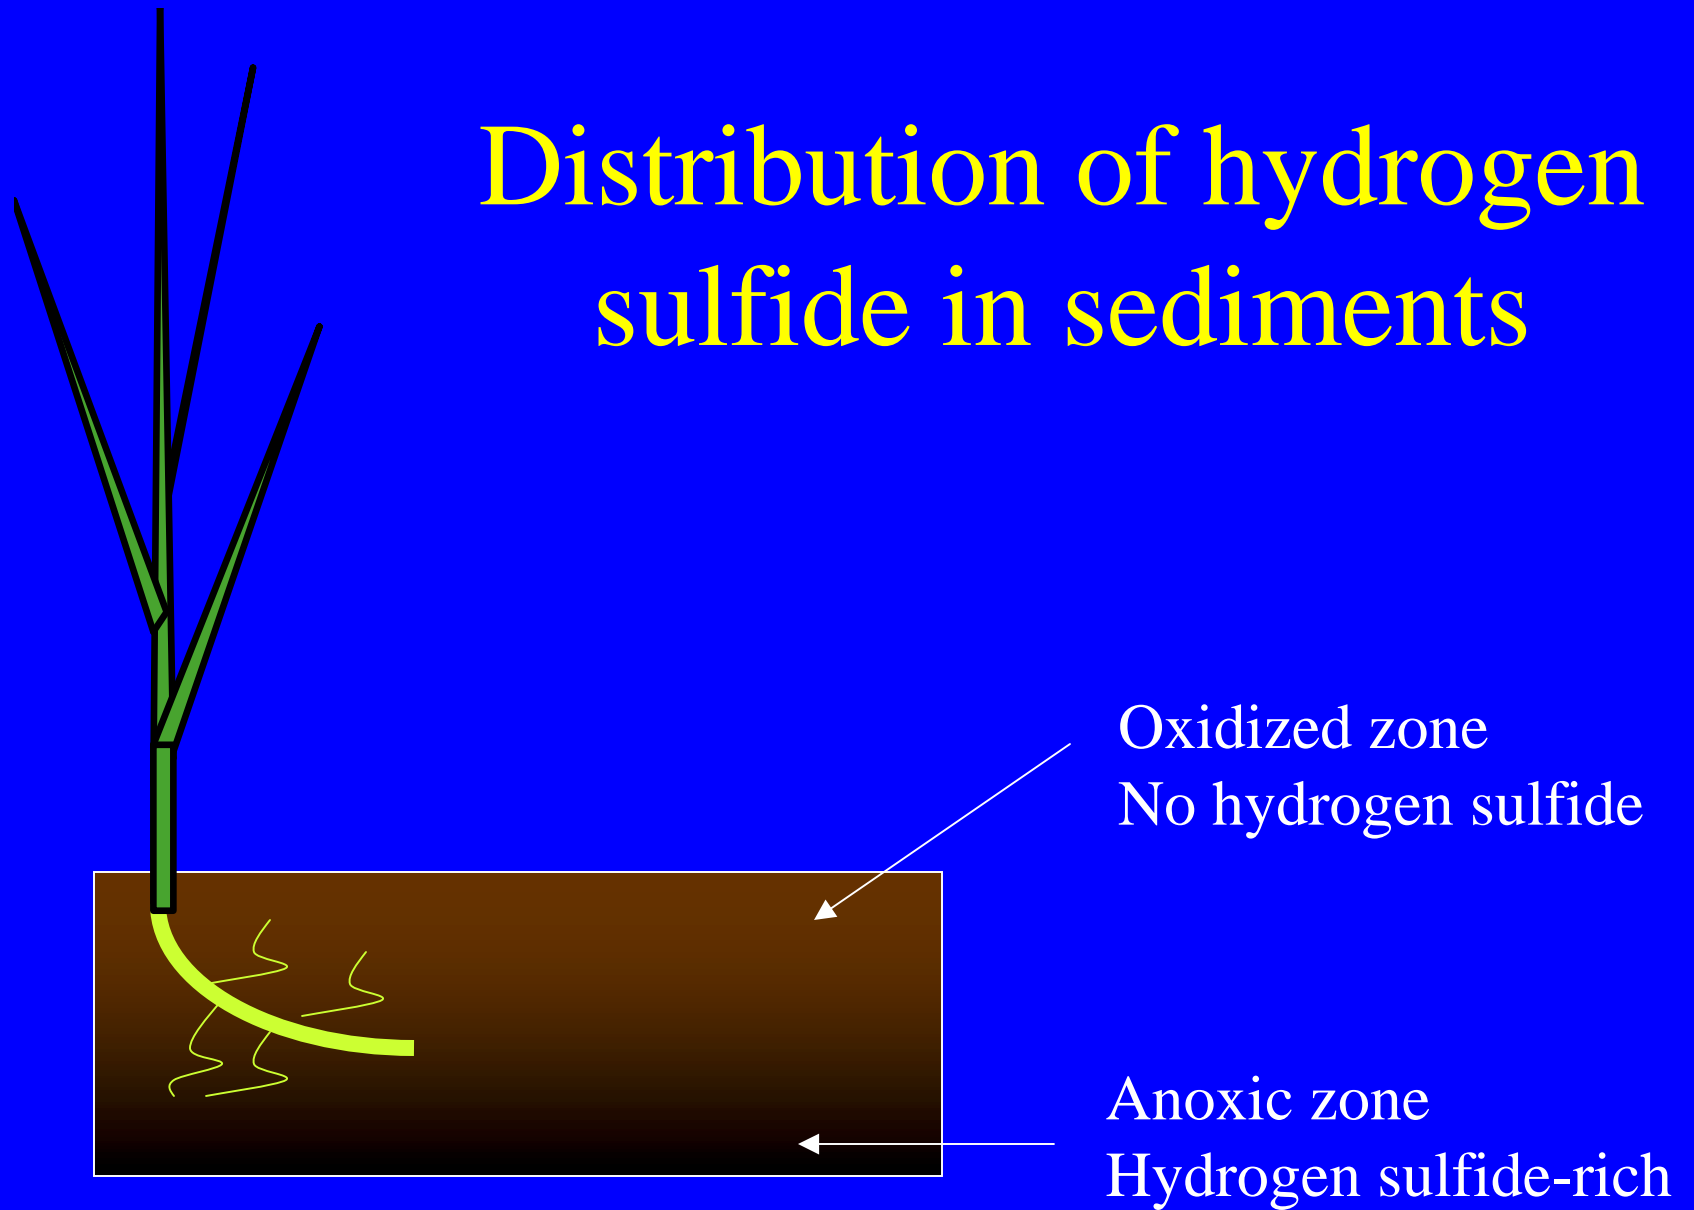 Distribution of hydrogen
sulfide in sediments
Oxidized zone
No hydrogen sulfide
Anoxic zone
Hydrogen sulfide-rich